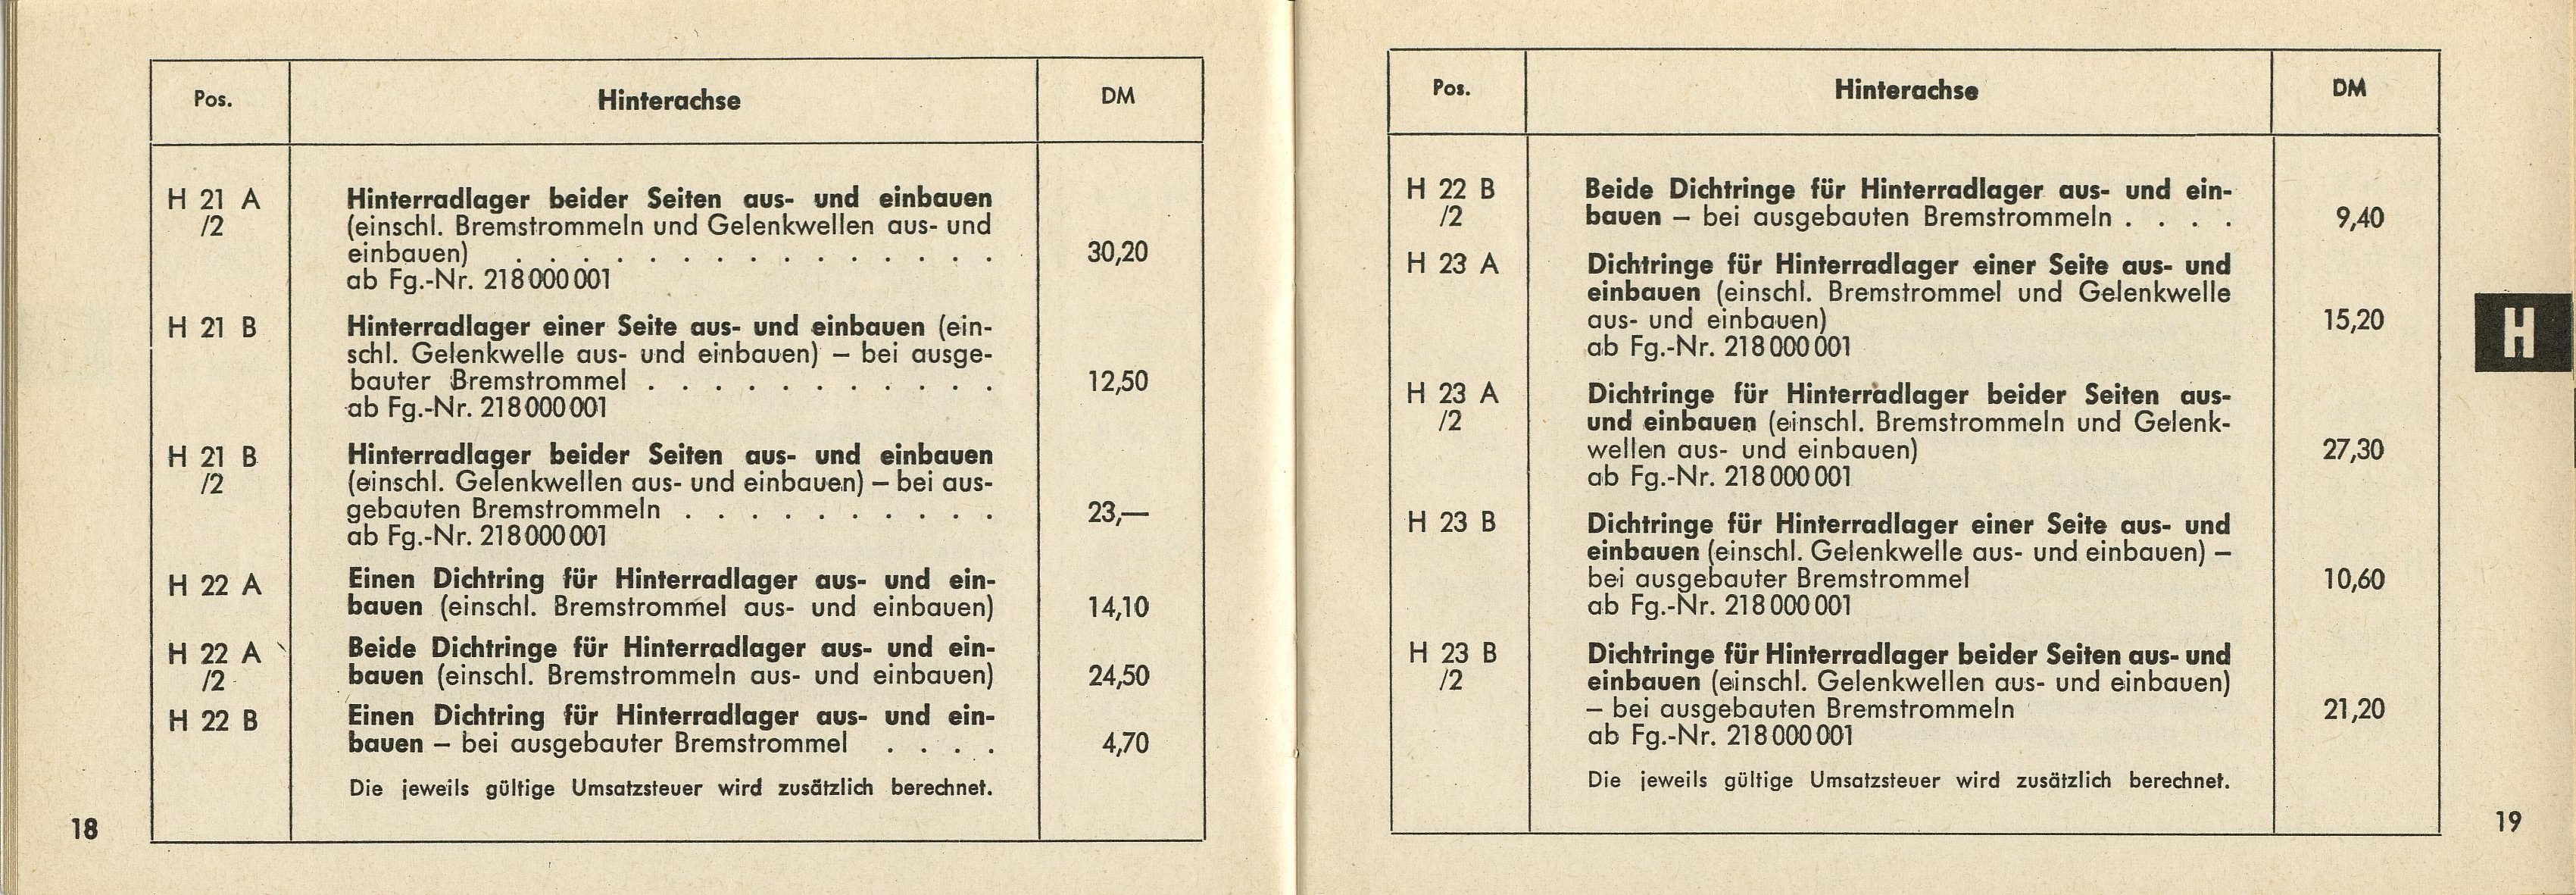 Pos. Hinterachse DM
H 21 A Hinterradlager beider Seiten aus- und einbauen
/2 (einschl. Bremstrommeln und Gelenkwellen aus- und
einbauen) . . . . . . . . . . . . . . 30,20
ab Fg.-Nr. 218 000 001
H 21 B Hinterradlager einer Seite aus- und einbauen (ein-
schl. Gelenkwelle aus- und einbauen) – bei ausge-
bauter Bremstrommel . . . . . . . . . . . 12,50
ab Fg.-Nr. 218 000 001
H 21 B Hinterradlager beider Seiten aus- und einbauen
/2 (einschl. Gelenkwellen aus- und einbauen) – bei aus-
gebauten Bremstrommeln . . . . . . . . . . 23,—
ab Fg.-Nr. 218 000 001
H 22 A Einen Dichtring für Hinterradlager aus- und ein-
bauen (einschl. Bremstrommel aus- und einbauen) 14,10
H 22 A Beide Dichtringe für Hinterradlager aus- und ein-
/2 bauen (einschl. Bremstrommeln aus- und einbauen) 24,50
H 22 B Einen Dichtring für Hinterradlager aus- und ein-
bauen – bei ausgebauter Bremstrommel . . . . 4,70
Die jeweils gültige Umsatzsteuer wird zusätzlich berechnet.
18
Pos. Hinterachse DM
H 22 B Beide Dichtringe für Hinterradlager aus- und ein-
/2 bauen – bei ausgebauten Bremstrommeln . . . . 9,40
H 23 A Dichtringe für Hinterradlager einer Seite aus- und
einbauen (einschl. Bremstrommel und Gelenkwelle
aus- und einbauen) 15,20
ab Fg.-Nr. 218 000 001
H 23 A Dichtringe für Hinterradlager beider Seiten aus-
/2 und einbauen (einschl. Bremstrommeln und Gelenk-
wellen aus- und einbauen) 27,30
ab Fg.-Nr. 218 000 001
H 23 B Dichtringe für Hinterradlager einer Seite aus- und
einbauen (einschl. Gelenkwelle aus- und einbauen) –
bei ausgebauter Bremstrommel 10,60
ab Fg.-Nr. 218 000 001
H 23 B Dichtringe für Hinterradlager beider Seiten aus- und
/2 einbauen (einschl. Gelenkwellen aus- und einbauen)
– bei ausgebauten Bremstrommeln 21,20
ab Fg.-Nr. 218 000 001
Die jeweils gültige Umsatzsteuer wird zusätzlich berechnet.
H
19